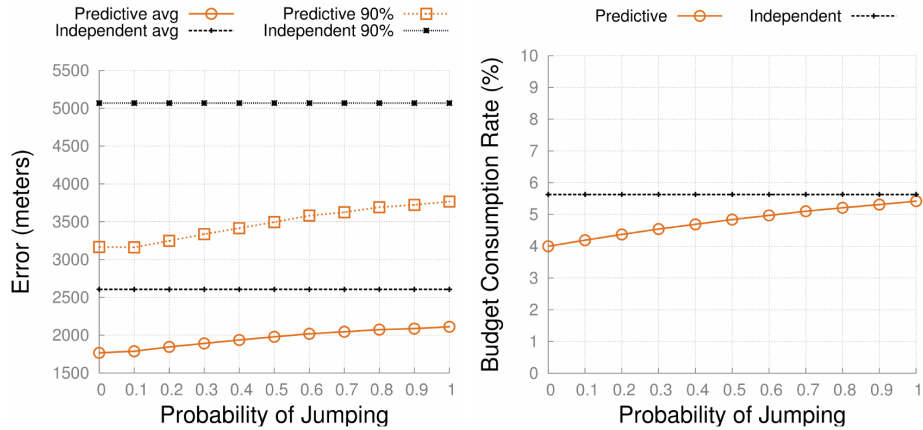 Predictive avg Predictive 90%
Independent avg Independent 90%
5500
5000
4500
4000
3500
3000
2500
2000
1500
Error (meters)
0 0.1 0.2 0.3 0.4 0.5 0.6 0.7 0.8 0.9 1
Probability of Jumping
Predictive Independent
10
9
8
7
6
5
4
3
2
1
0
Budget Consumption Rate (%)
0 0.1 0.2 0.3 0.4 0.5 0.6 0.7 0.8 0.9 1
Probability of Jumping